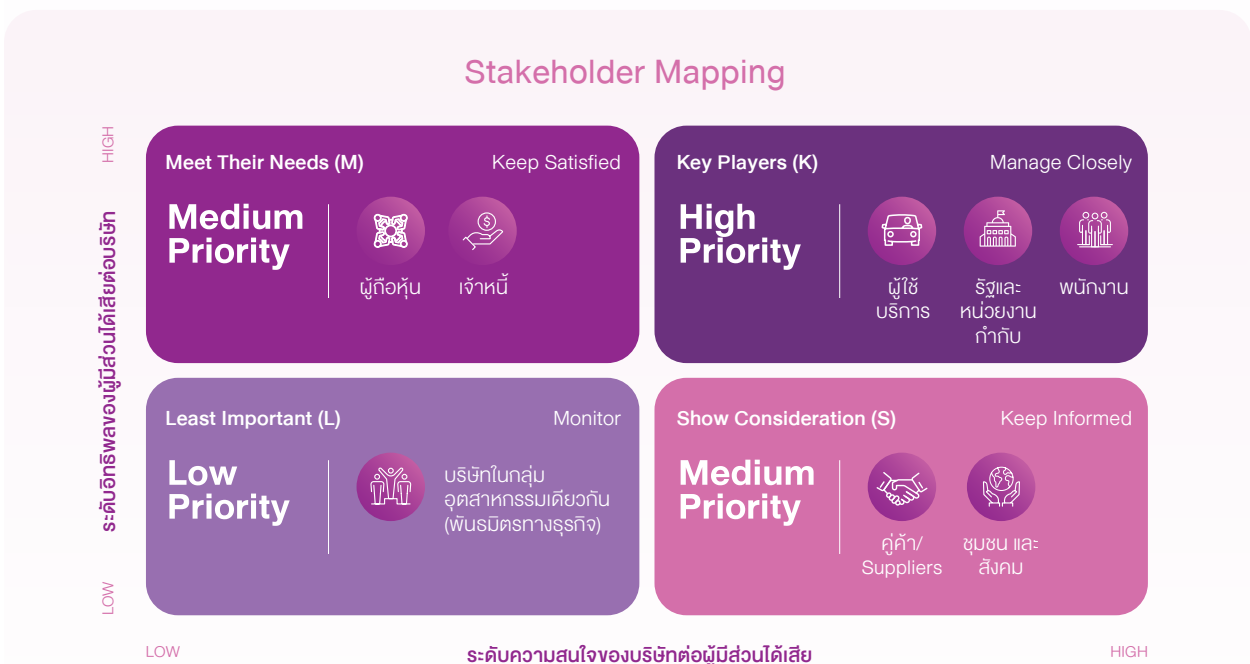 Stakeholder Mapping
HIGH
ระดับอิทธิพลของผู้มีส่วนได้เสียต่อบริษัท
LOW
Meet Their Needs (M)
Keep Satisfied
Medium
Priority
ผู้ถือหุ้น
เจ้าหนี้
Key Players (K)
Manage Closely
High
Priority
ผู้ใช้
บริการ
รัฐและ
หน่วยงาน
กำกับ
พนักงาน
Least Important (L)
Monitor
Low
Priority
บริษัทในกลุ่ม
อุตสาหกรรมเดียวกัน
(พันธมิตรทางธุรกิจ)
Show Consideration (S)
Keep Informed
Medium
Priority
คู่ค้า/
Suppliers
ชุมชน และ
สังคม
LOW
ระดับความสนใจของบริษัทต่อผู้มีส่วนได้เสีย
HIGH